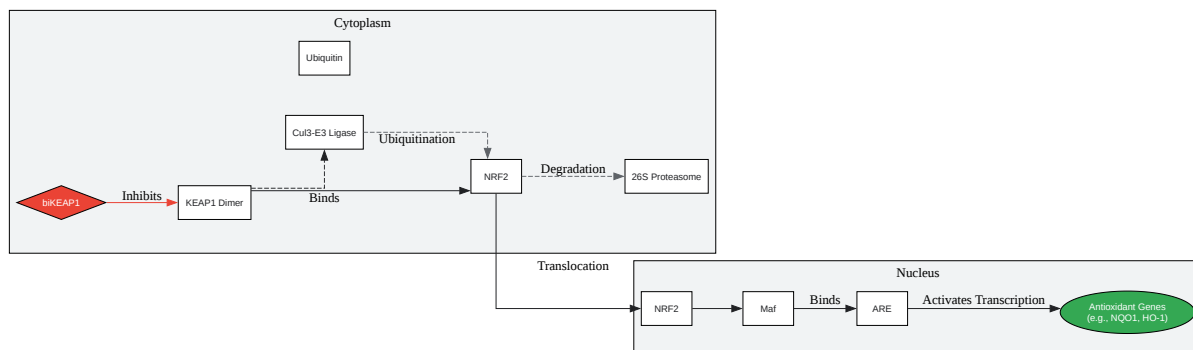 Cytoplasm
Ubiquitin
Cul3-E3 Ligase
Ubiquitination
NRF2
Degradation
26S Proteasome
biKEAP1
Inhibits
KEAP1 Dimer
Binds
Translocation
Nucleus
NRF2
Maf
Binds
ARE
Activates Transcription
Antioxidant Genes
(e.g., NQO1, HO-1)